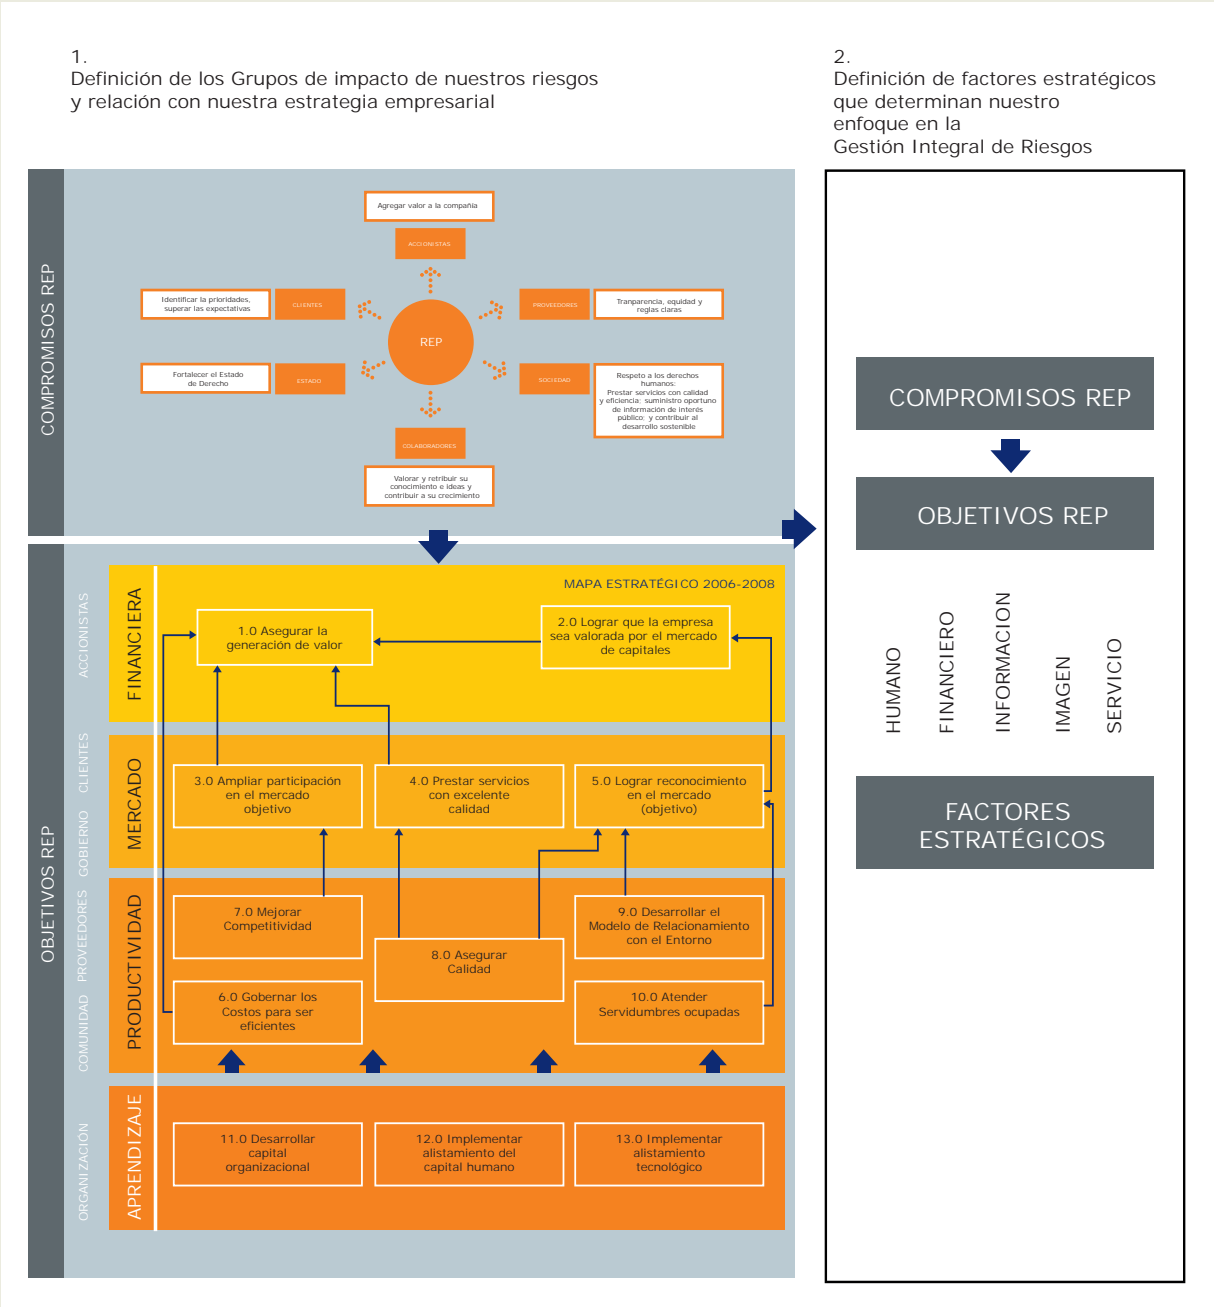 1.
Definición de los Grupos de impacto de nuestros riesgos
y relación con nuestra estrategia empresarial
2.
Definición de factores estratégicos
que determinan nuestro
enfoque en la
Gestión Integral de Riesgos
COMPROMISOS REP
Agregar valor a la compañía
ACCIONISTAS
Identificar la prioridades,
superar las expectativas
CLIENTES
PROVEEDORES
Tranparencia, equidad y
reglas claras
REP
Fortalecer el Estado
de Derecho
ESTADO
SOCIEDAD
Respeto a los derechos
humanos:
Prestar servicios con calidad
y eficiencia; suministro oportuno
de información de interés
público; y contribuir al
desarrollo sostenible
COLABORADORES
Valorar y retribuir su
conocimiento e ideas y
contribuir a su crecimiento
OBJETIVOS REP
ACCIONISTAS
CLIENTES
GOBIERNO
PROVEEDORES
COMUNIDAD
ORGANIZACIÓN
FINANCIERA
MAPA ESTRATÉGICO 2006-2008
1.0 Asegurar la
generación de valor
2.0 Lograr que la empresa
sea valorada por el mercado
de capitales
MERCADO
3.0 Ampliar participación
en el mercado
objetivo
4.0 Prestar servicios
con excelente
calidad
5.0 Lograr reconocimiento
en el mercado
(objetivo)
PRODUCTIVIDAD
7.0 Mejorar
Competitividad
8.0 Asegurar
Calidad
9.0 Desarrollar el
Modelo de Relacionamiento
con el Entorno
6.0 Gobernar los
Costos para ser
eficientes
10.0 Atender
Servidumbres ocupadas
APRENDIZAJE
11.0 Desarrollar
capital
organizacional
12.0 Implementar
alistamiento del
capital humano
13.0 Implementar
alistamiento
tecnológico
COMPROMISOS REP
OBJETIVOS REP
HUMANO
FINANCIERO
INFORMACION
IMAGEN
SERVICIO
FACTORES
ESTRATÉGICOS